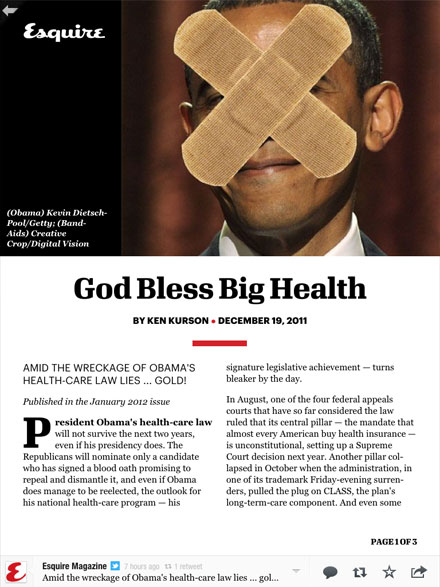 Esquire
(Obama) Kevin Dietsch-
Pool/Getty; (Band-
Aids) Creative
Crop/Digital Vision
God Bless Big Health
BY KEN KURSON • DECEMBER 19, 2011
AMID THE WRECKAGE OF OBAMA'S
HEALTH-CARE LAW LIES ... GOLD!
Published in the January 2012 issue
President Obama's health-care law
will not survive the next two years,
even if his presidency does. The
Republicans will nominate only a candidate
who has signed a blood oath promising to
repeal and dismantle it, and even if Obama
does manage to be reelected, the outlook for
his national health-care program — his
signature legislative achievement — turns
bleaker by the day.
In August, one of the four federal appeals
courts that have so far considered the law
ruled that its central pillar — the mandate that
almost every American buy health insurance —
is unconstitutional, setting up a Supreme
Court decision next year. Another pillar col-
lapsed in October when the administration, in
one of its trademark Friday-evening surren-
ders, pulled the plug on CLASS, the plan's
long-term-care component. And even some
PAGE 1 OF 3
Esquire Magazine 7 hours ago 1 retweet
Amid the wreckage of Obama's health-care law lies ... gol...